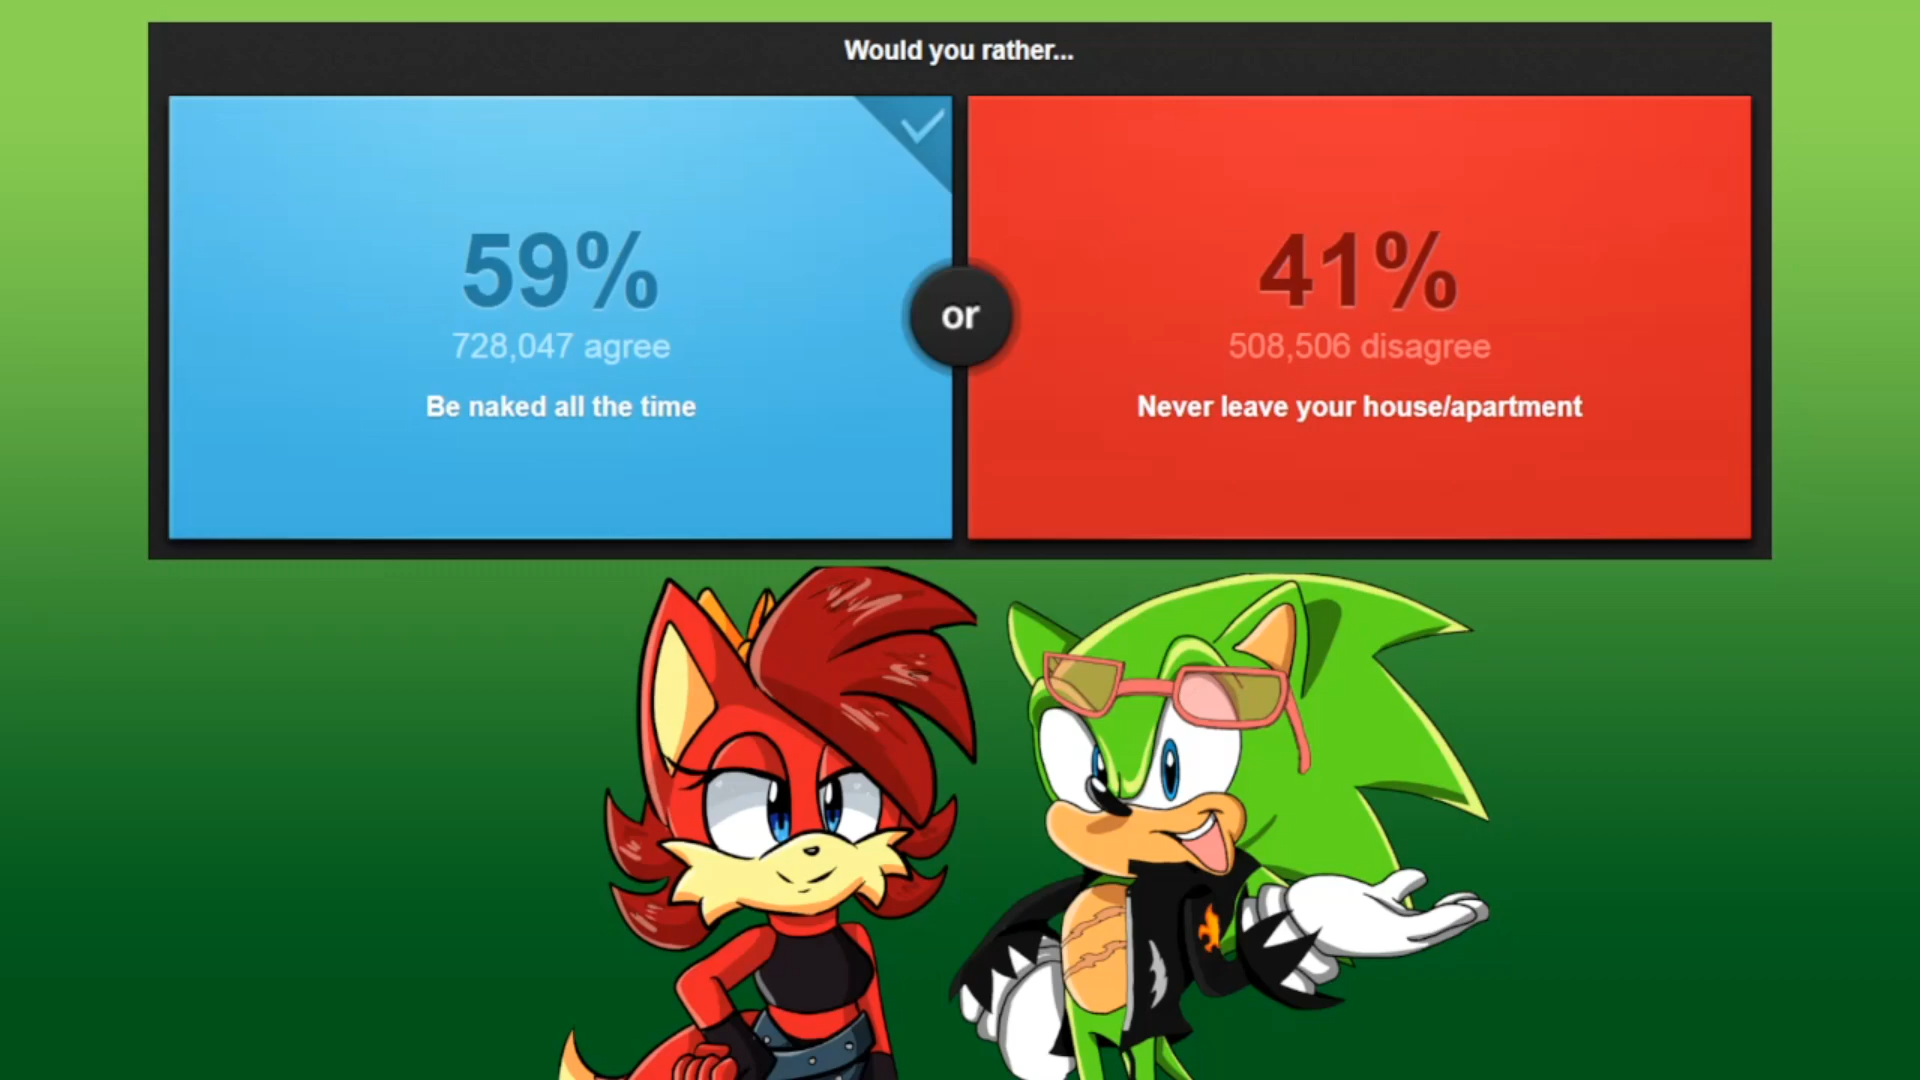 Would you rather...
59%
728,047 agree
Be naked all the time
or
41%
508,506 disagree
Never leave your house/apartment